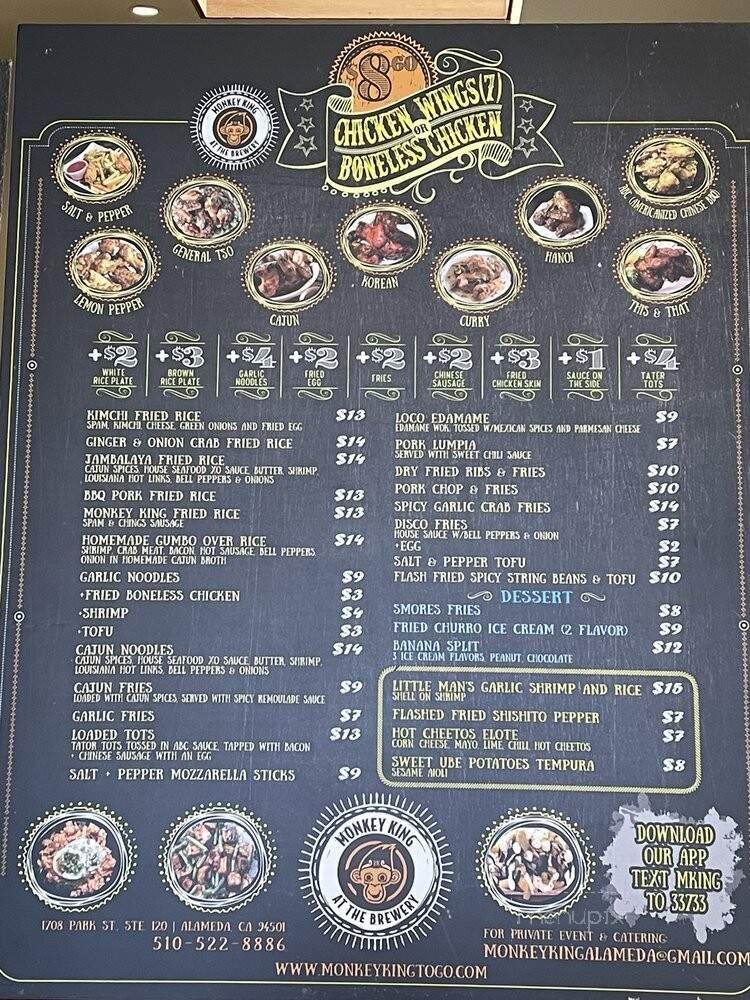 $8.60
CHICKEN WINGS(7)
OR
BONELESS CHICKEN
MONKEY KING
AT THE BREWERY
SALT & PEPPER
GENERAL TSO
LEMON PEPPER
CAJUN
KOREAN
CURRY
HANOI
ABC (AMERICANIZED CHINESE BBQ)
THIS & THAT
+$2
WHITE
RICE PLATE
+$3
BROWN
RICE PLATE
+$4
GARLIC
NOODLES
+$2
FRIED
EGG
+$2
FRIES
+$2
CHINESE
SAUSAGE
+$3
FRIED
CHICKEN SKIN
+$1
SAUCE ON
THE SIDE
+$4
TATER
TOTS
KIMCHI FRIED RICE $13
SPAM, KIMCHI, CHEESE, GREEN ONIONS AND FRIED EGG
GINGER & ONION CRAB FRIED RICE $14
JAMBALAYA FRIED RICE $14
CAJUN SPICES, HOUSE SEAFOOD XO SAUCE, BUTTER, SHRIMP,
LOUISIANA HOT LINKS, BELL PEPPERS & ONIONS
BBQ PORK FRIED RICE $13
MONKEY KING FRIED RICE $13
SPAM & CHINGS SAUSAGE
HOMEMADE GUMBO OVER RICE $14
SHRIMP, CRAB MEAT, BACON, HOT SAUSAGE, BELL PEPPERS,
ONION IN HOMEMADE CAJUN BROTH
GARLIC NOODLES $9
+FRIED BONELESS CHICKEN $3
+SHRIMP $4
+TOFU $3
CAJUN NOODLES $14
CAJUN SPICES, HOUSE SEAFOOD XO SAUCE, BUTTER, SHRIMP,
LOUISIANA HOT LINKS, BELL PEPPERS & ONIONS
CAJUN FRIES $9
LOADED WITH CAJUN SPICES, SERVED WITH SPICY REMOULADE SAUCE
GARLIC FRIES $7
LOADED TOTS $13
TATOR TOTS TOSSED IN ABC SAUCE, TAPPED WITH BACON
+ CHINESE SAUSAGE WITH AN EGG
SALT + PEPPER MOZZARELLA STICKS $9
LOCO EDAMAME $9
EDAMAME WOK TOSSED W/MEXICAN SPICES AND PARMESAN CHEESE
PORK LUMPIA $7
SERVED WITH SWEET CHILI SAUCE
DRY FRIED RIBS & FRIES $10
PORK CHOP & FRIES $10
SPICY GARLIC CRAB FRIES $14
DISCO FRIES $7
HOUSE SAUCE W/BELL PEPPERS & ONION
+EGG $2
SALT & PEPPER TOFU $7
FLASH FRIED SPICY STRING BEANS & TOFU $10
DESSERT
SMORES FRIES $8
FRIED CHURRO ICE CREAM (2 FLAVOR) $9
BANANA SPLIT $12
3 ICE CREAM FLAVORS, PEANUT, CHOCOLATE
LITTLE MAN'S GARLIC SHRIMP AND RICE $15
SHELL ON SHRIMP
FLASHED FRIED SHISHITO PEPPER $7
HOT CHEETOS ELOTE $7
CORN, CHEESE, MAYO, LIME, CHILI, HOT CHEETOS
SWEET UBE POTATOES TEMPURA $8
SESAME AIOLI
MONKEY KING
AT THE BREWERY
DOWNLOAD
OUR APP
TEXT MKING
TO 33733
1708 PARK ST. STE 120 | ALAMEDA CA 94501
510-522-8886
FOR PRIVATE EVENT & CATERING:
MONKEYKINGALAMEDA@GMAIL.COM
WWW.MONKEYKINGTOGO.COM